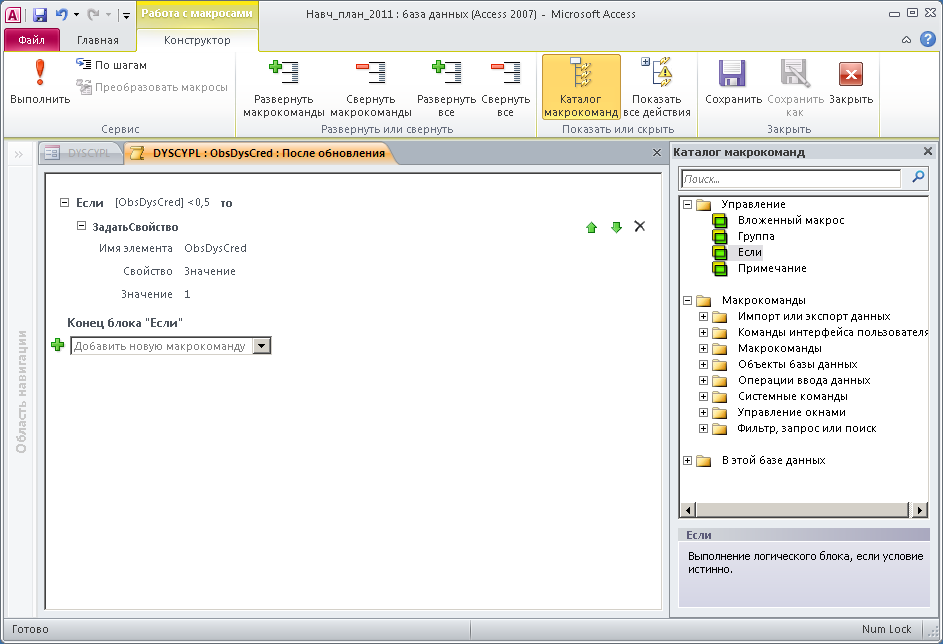 Работа с макросами
Навч_план_2011 : база данных (Access 2007) - Microsoft Access
Файл
Главная
Конструктор
Выполнить
По шагам
Преобразовать макросы
Сервис
Развернуть макрокоманды
Свернуть макрокоманды
Развернуть все
Свернуть все
Развернуть или свернуть
Каталог макрокоманд
Показать все действия
Показать или скрыть
Сохранить
Сохранить как
Закрыть
Закрыть
Область навигации
DYSCYPL
DYSCYPL : ObsDysCred : После обновления
Если [ObsDysCred] <0,5 то
ЗадатьСвойство
Имя элемента ObsDysCred
Свойство Значение
Значение 1
Конец блока "Если"
Добавить новую макрокоманду
Каталог макрокоманд
Поиск...
Управление
Вложенный макрос
Группа
Если
Примечание
Макрокоманды
Импорт или экспорт данных
Команды интерфейса пользователя
Макрокоманды
Объекты базы данных
Операции ввода данных
Системные команды
Управление окнами
Фильтр, запрос или поиск
В этой базе данных
Если
Выполнение логического блока, если условие
истинно.
Готово
Num Lock